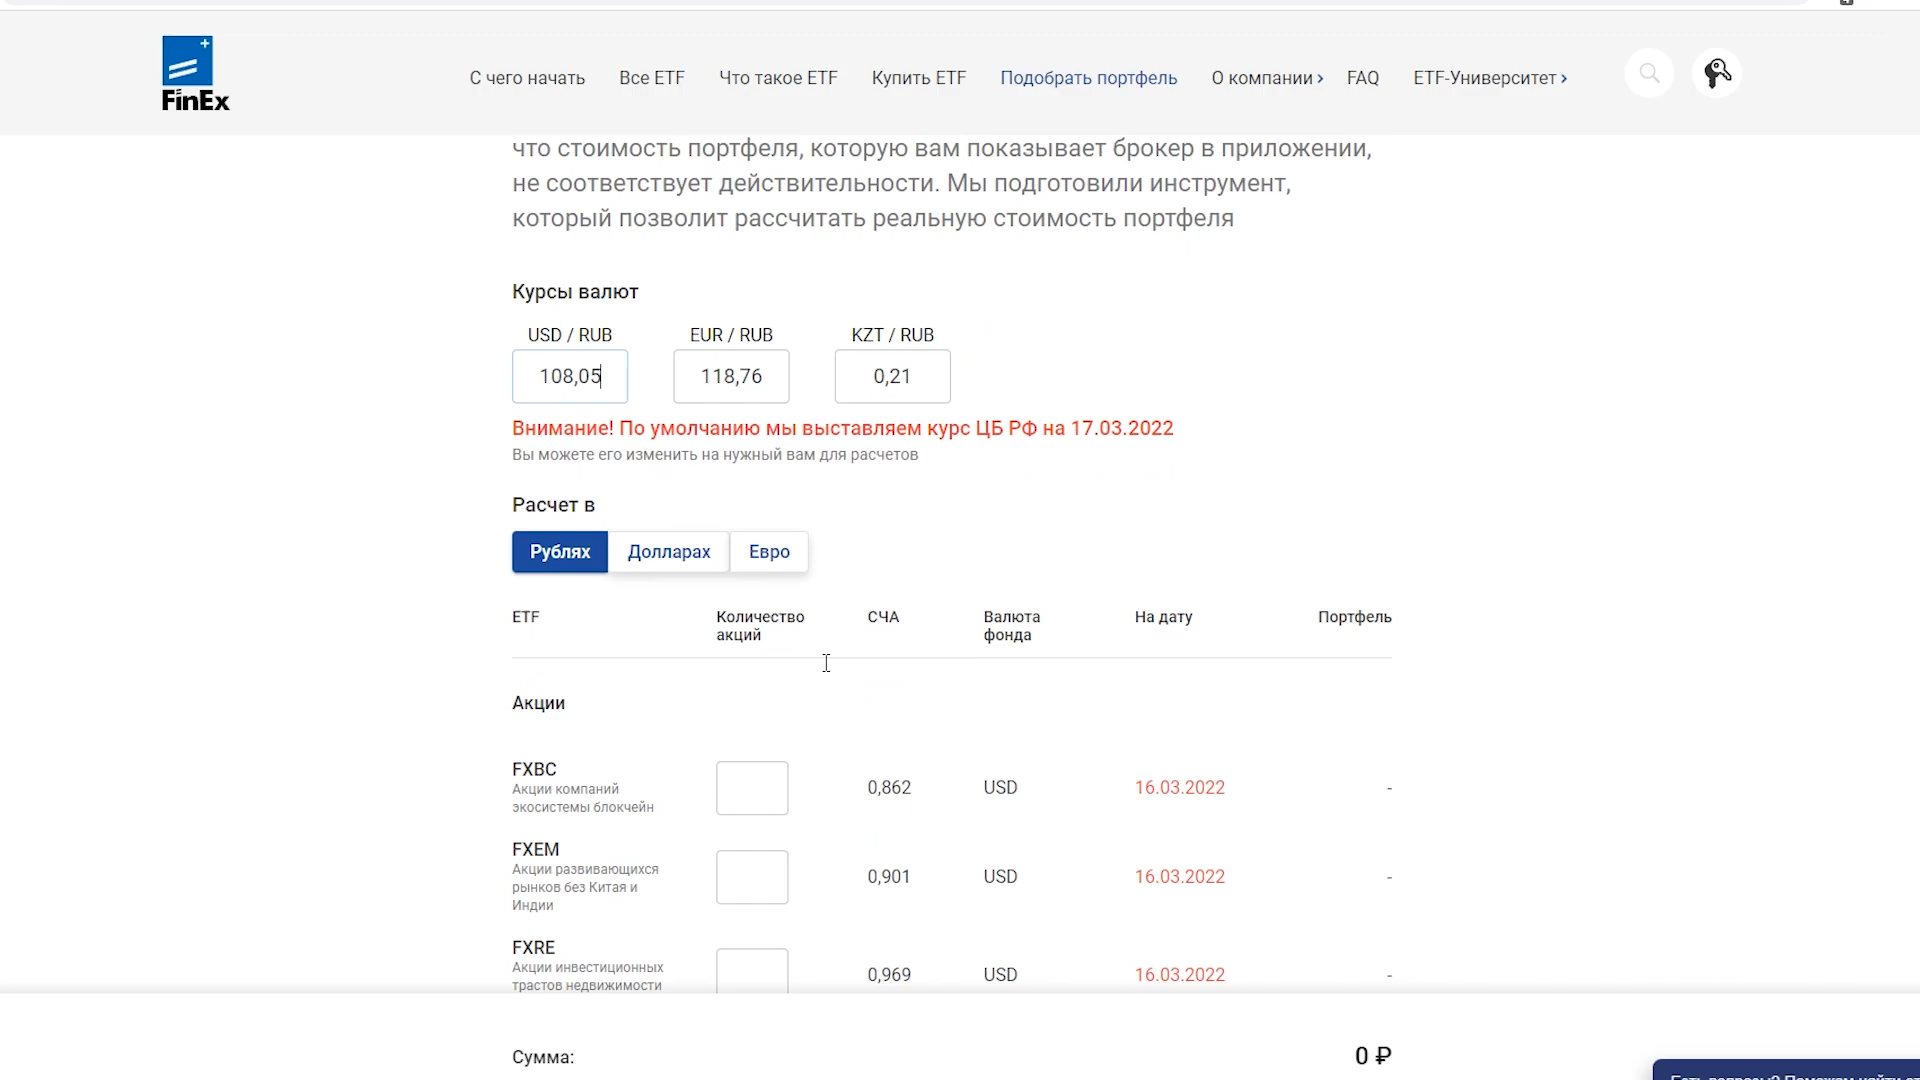 FinEx
С чего начать Все ETF Что такое ETF Купить ETF Подобрать портфель О компании FAQ ETF-Университет
что стоимость портфеля, которую вам показывает брокер в приложении,
не соответствует действительности. Мы подготовили инструмент,
который позволит рассчитать реальную стоимость портфеля
Курсы валют
USD / RUB EUR / RUB KZT / RUB
108,05 118,76 0,21
Внимание! По умолчанию мы выставляем курс ЦБ РФ на 17.03.2022
Вы можете его изменить на нужный вам для расчетов
Расчет в
Рублях Долларах Евро
ETF Количество СЧА Валюта На дату Портфель
акций фонда
Акции
FXBC
Акции компаний
экосистемы блокчейн
0,862 USD 16.03.2022 -
FXEM
Акции развивающихся
рынков без Китая и
Индии
0,901 USD 16.03.2022 -
FXRE
Акции инвестиционных
трастов недвижимости
0,969 USD 16.03.2022 -
Сумма: 0 ₽